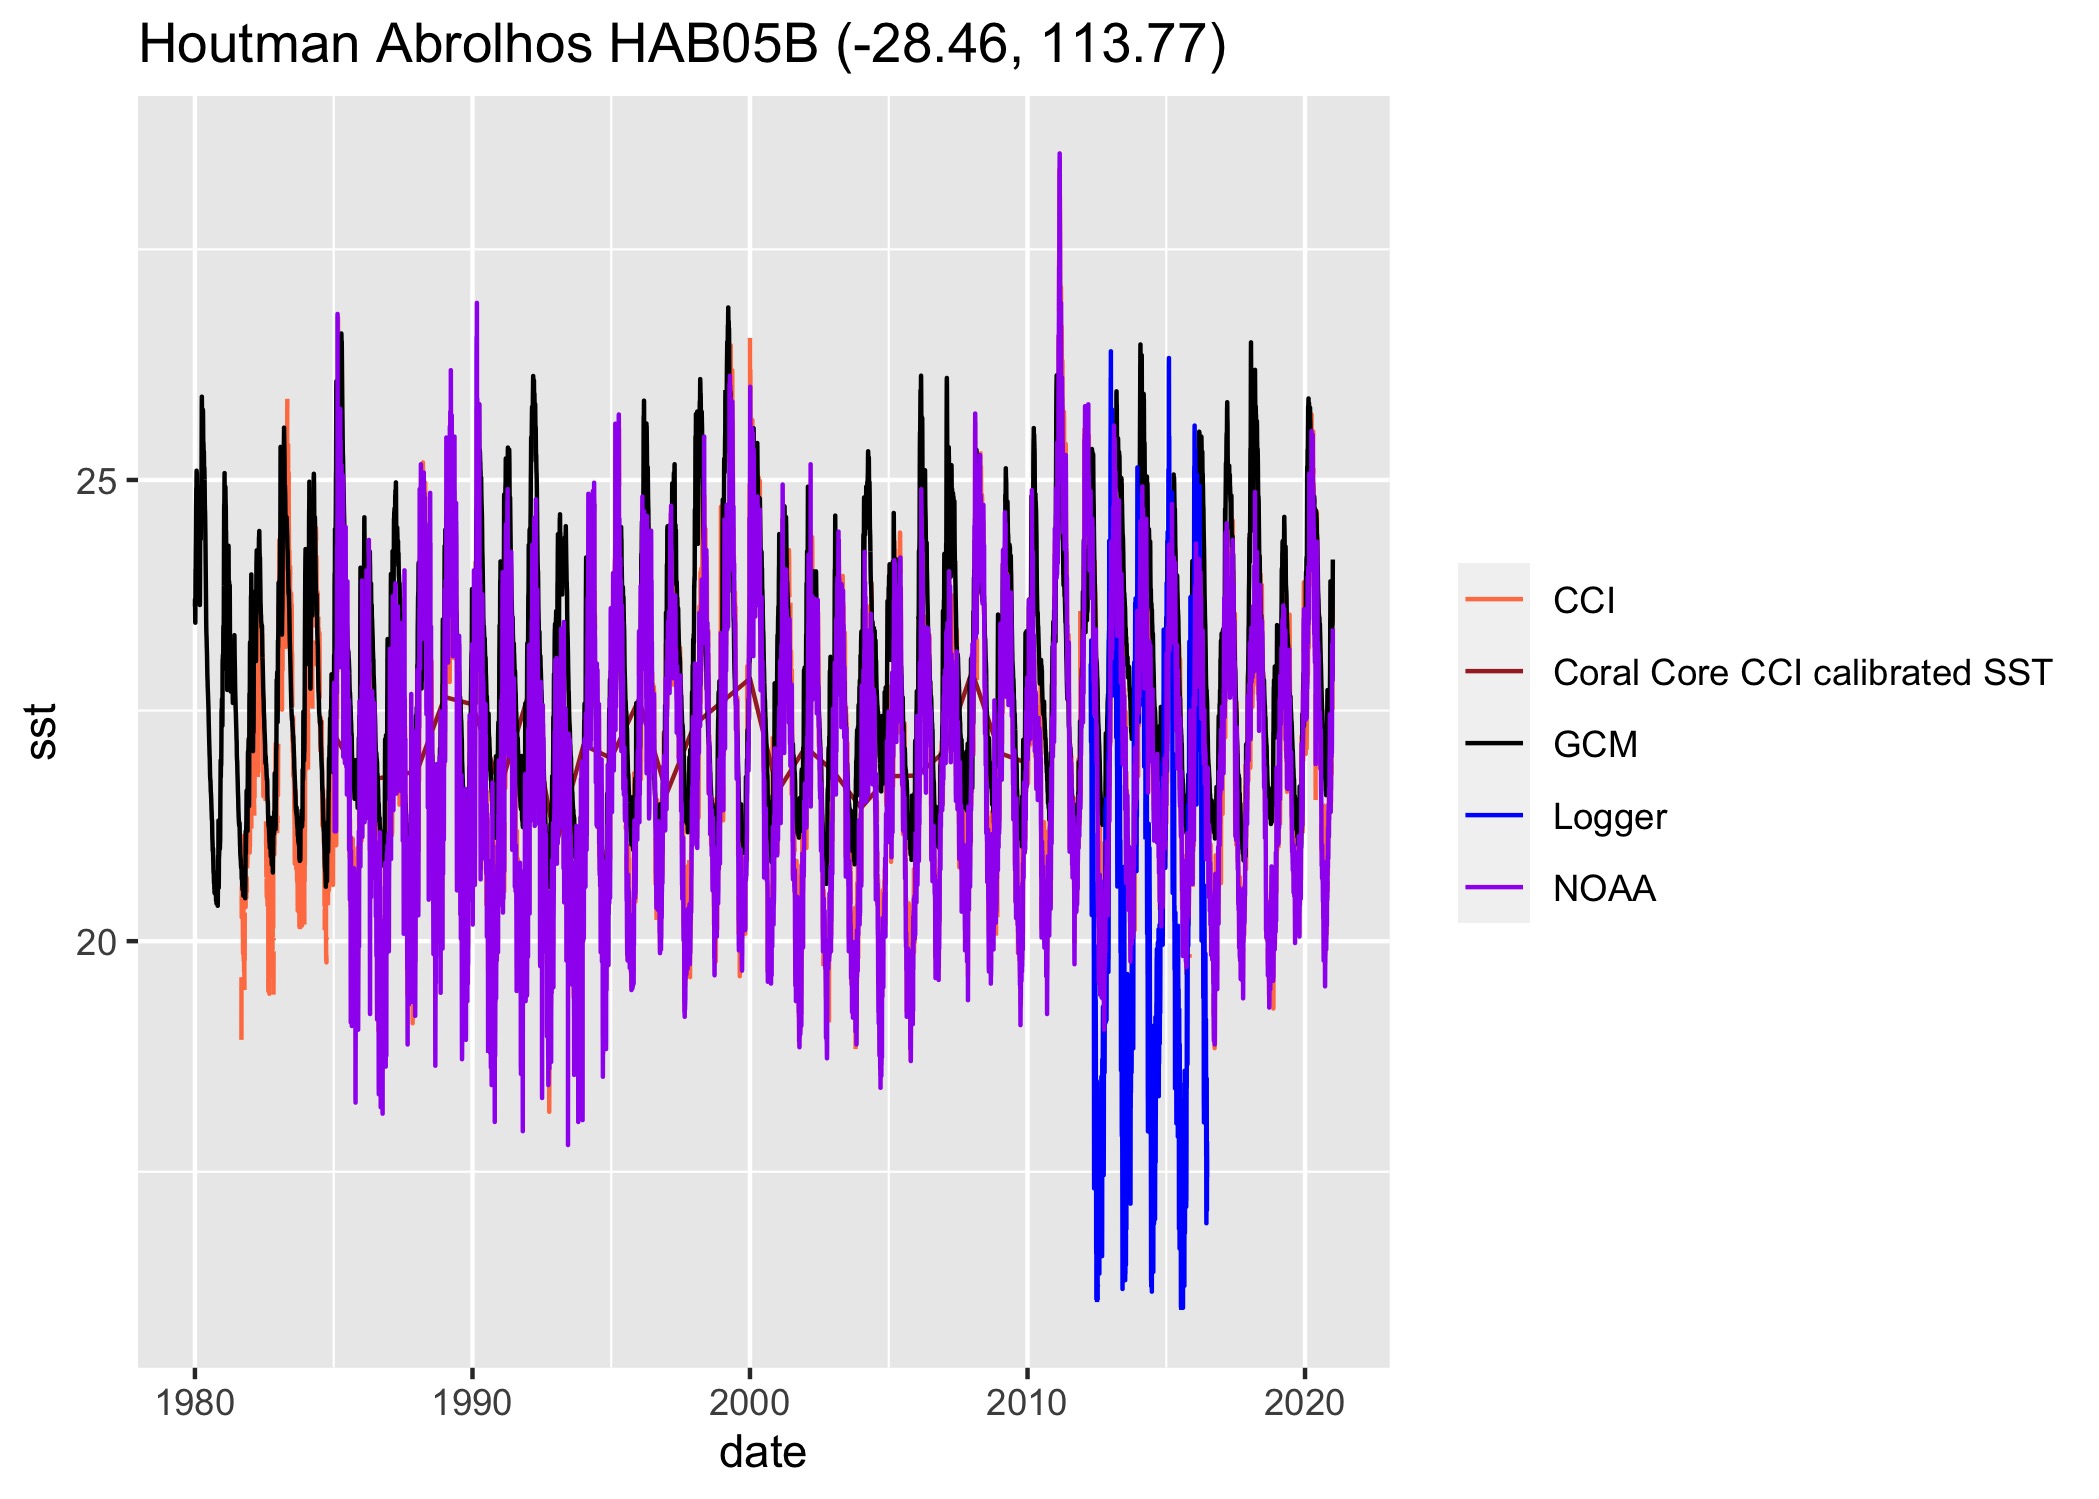 Houtman Abrolhos HAB05B (-28.46, 113.77)
25
20
sst
1980
1990
2000
2010
2020
date
CCI
Coral Core CCI calibrated SST
GCM
Logger
NOAA